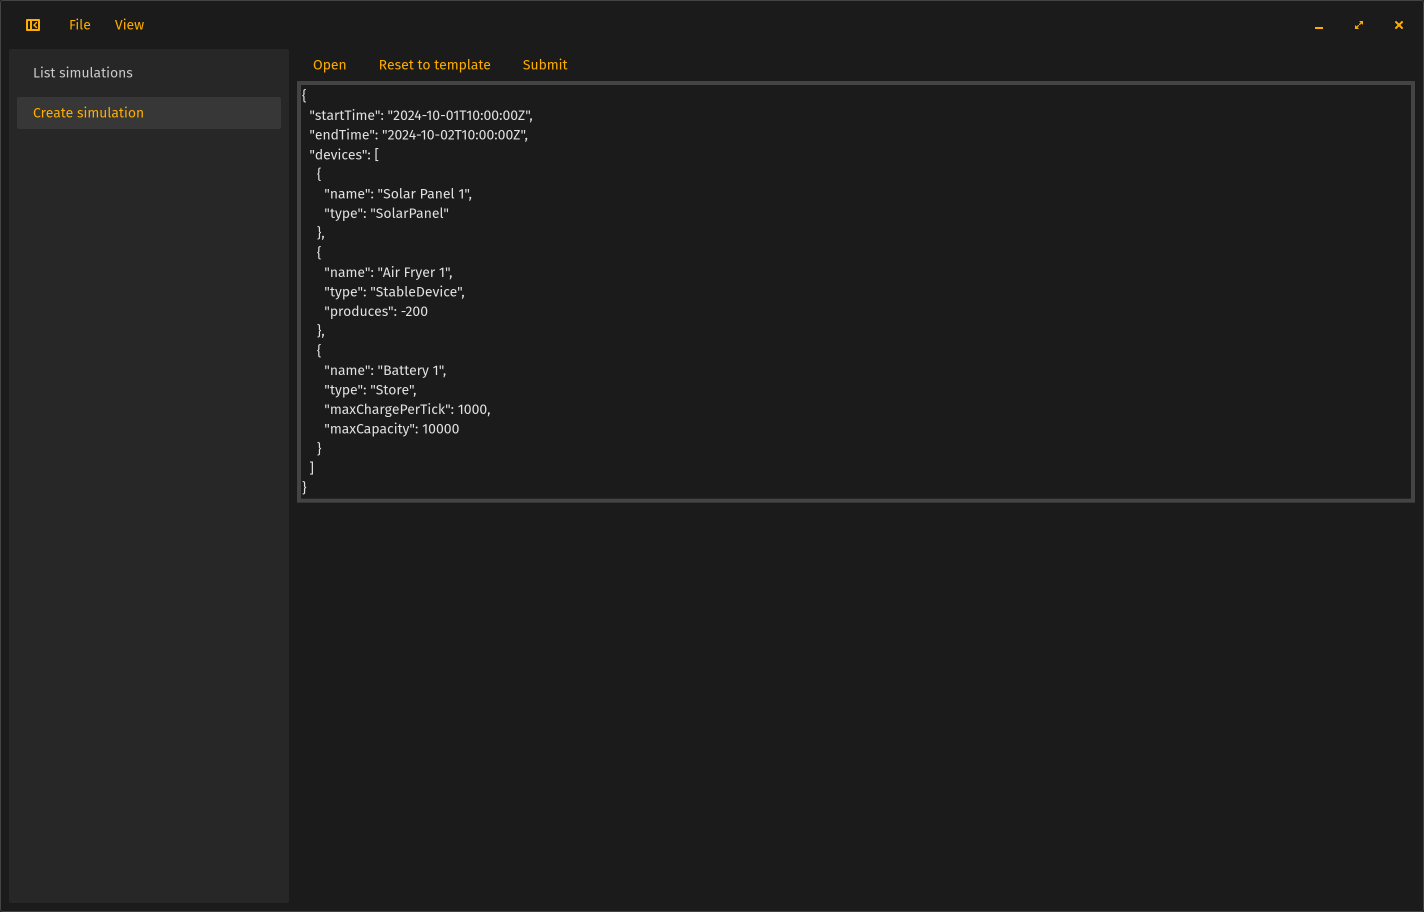 File View
List simulations
Create simulation
Open Reset to template Submit
{
  "startTime": "2024-10-01T10:00:00Z",
  "endTime": "2024-10-02T10:00:00Z",
  "devices": [
    {
      "name": "Solar Panel 1",
      "type": "SolarPanel"
    },
    {
      "name": "Air Fryer 1",
      "type": "StableDevice",
      "produces": -200
    },
    {
      "name": "Battery 1",
      "type": "Store",
      "maxChargePerTick": 1000,
      "maxCapacity": 10000
    }
  ]
}